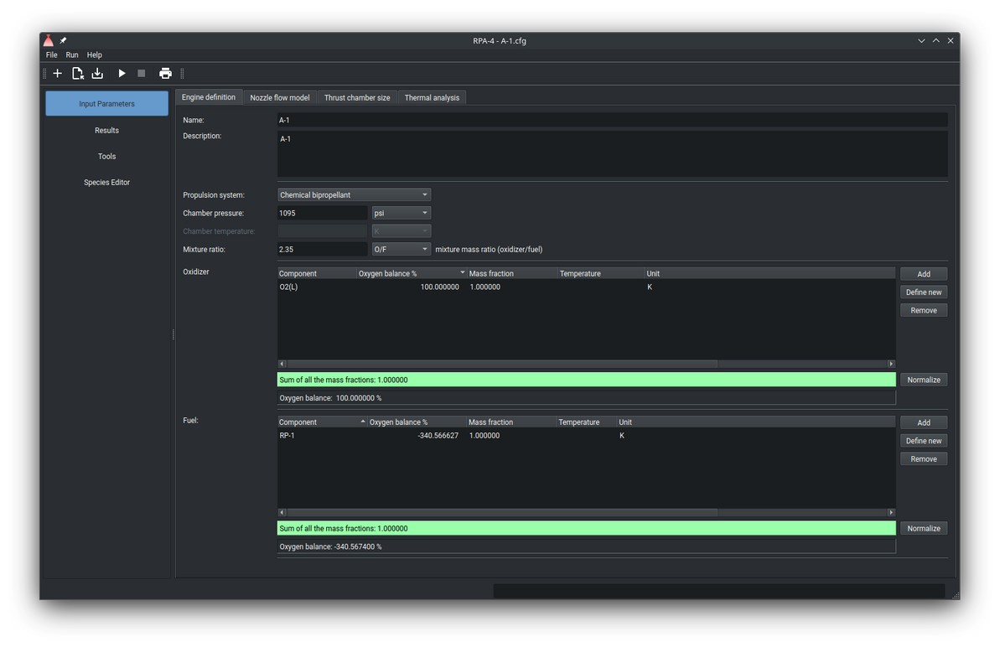 RPA-4 - A-1.cfg
File Run Help
Input Parameters
Results
Tools
Species Editor
Engine definition Nozzle flow model Thrust chamber size Thermal analysis
Name: A-1
Description: A-1
Propulsion system: Chemical bipropellant
Chamber pressure: 1095 psi
Chamber temperature: K
Mixture ratio: 2.35 O/F mixture mass ratio (oxidizer/fuel)
Oxidizer
Component Oxygen balance % Mass fraction Temperature Unit
O2(L) 100.000000 1.000000 K
Add
Define new
Remove
Sum of all the mass fractions: 1.000000 Normalize
Oxygen balance: 100.000000 %
Fuel:
Component Oxygen balance % Mass fraction Temperature Unit
RP-1 -340.566627 1.000000 K
Add
Define new
Remove
Sum of all the mass fractions: 1.000000 Normalize
Oxygen balance: -340.567400 %